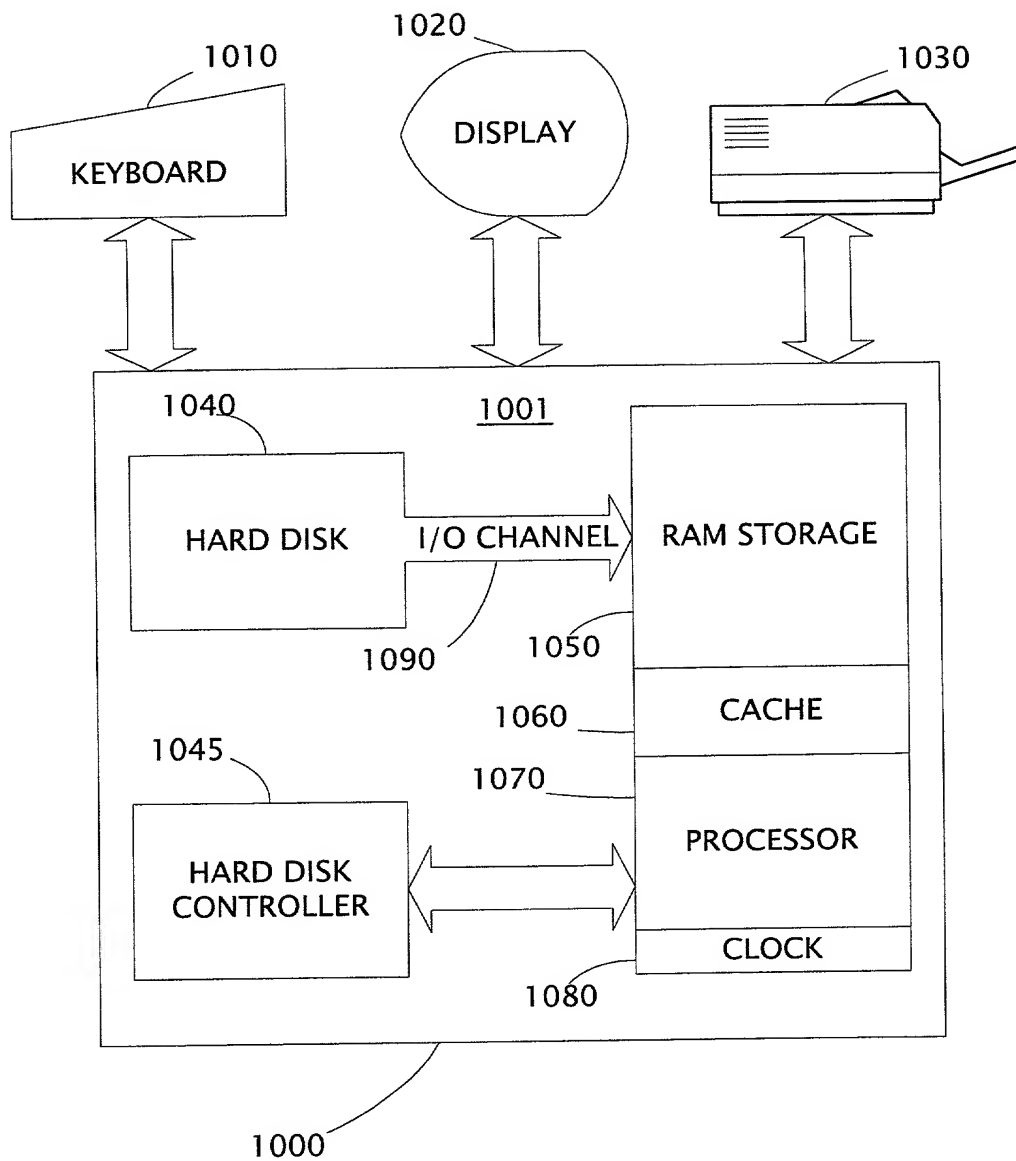 1010
1020
1030
KEYBOARD
DISPLAY
1040
1001
HARD DISK
I/O CHANNEL
RAM STORAGE
1090
1050
1060
CACHE
1045
1070
PROCESSOR
HARD DISK
CONTROLLER
CLOCK
1080
1000